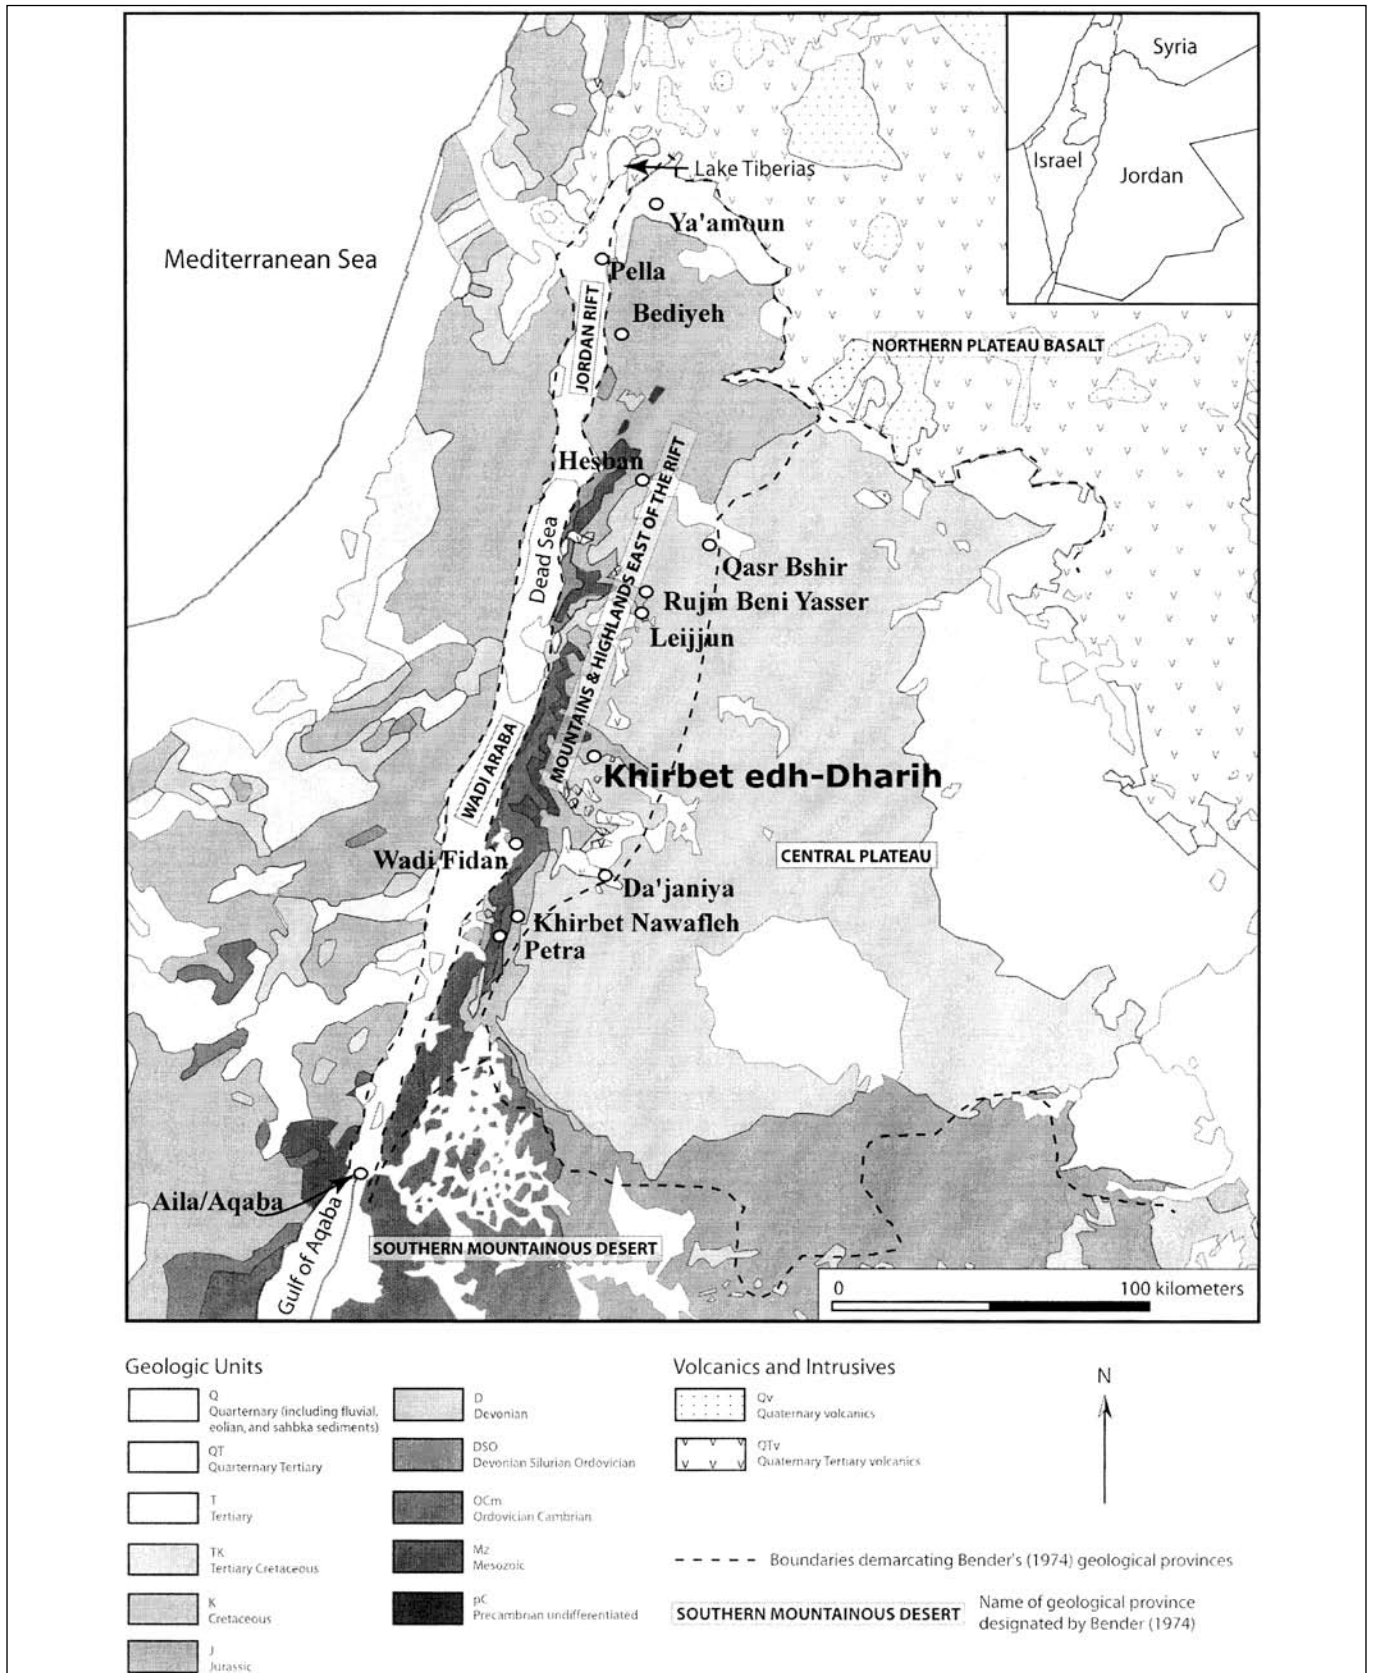 Syria
Israel
Jordan
Lake Tiberias
Ya'amoun
Mediterranean Sea
Pella
JORDAN RIFT
Bediyeh
NORTHERN PLATEAU BASALT
Hesban
MOUNTAINS & HIGHLANDS EAST OF THE RIFT
Dead Sea
Qasr Bshir
Rujm Beni Yasser
Leijjun
WADI ARABA
Khirbet edh-Dharih
Wadi Fidan
CENTRAL PLATEAU
Da'janiya
Khirbet Nawafleh
Petra
Aila/Aqaba
Gulf of Aqaba
SOUTHERN MOUNTAINOUS DESERT
0
100 kilometers
Geologic Units
Q
Quarternary (including fluvial,
eolian, and sahbka sediments)
QT
Quarternary Tertiary
T
Tertiary
TK
Tertiary Cretaceous
K
Cretaceous
J
Jurassic
D
Devonian
DSO
Devonian Silurian Ordovician
OCm
Ordovician Cambrian
Mz
Mesozoic
pC
Precambrian undifferentiated
Volcanics and Intrusives
Qv
Quaternary volcanics
QTv
Quaternary Tertiary volcanics
N
Boundaries demarcating Bender's (1974) geological provinces
SOUTHERN MOUNTAINOUS DESERT
Name of geological province
designated by Bender (1974)